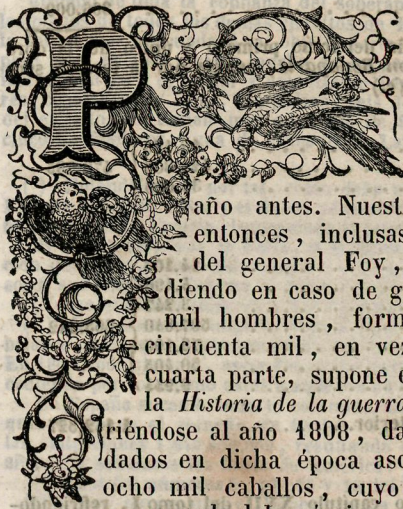 P
año antes. Nuest
entonces, inclusas
del general Foy,
diendo en caso de g
mil hombres, form
cincuenta mil, en vez
cuarta parte, supone e
la Historia de la guerra
riéndose al año 1808, da
dados en dicha época asc
ocho mil caballos, cuyo